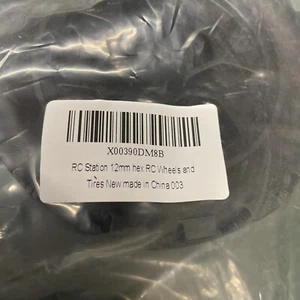 X00390DM8B
RC Station 12mm hex RC Wheels and
Tires New made in China 003